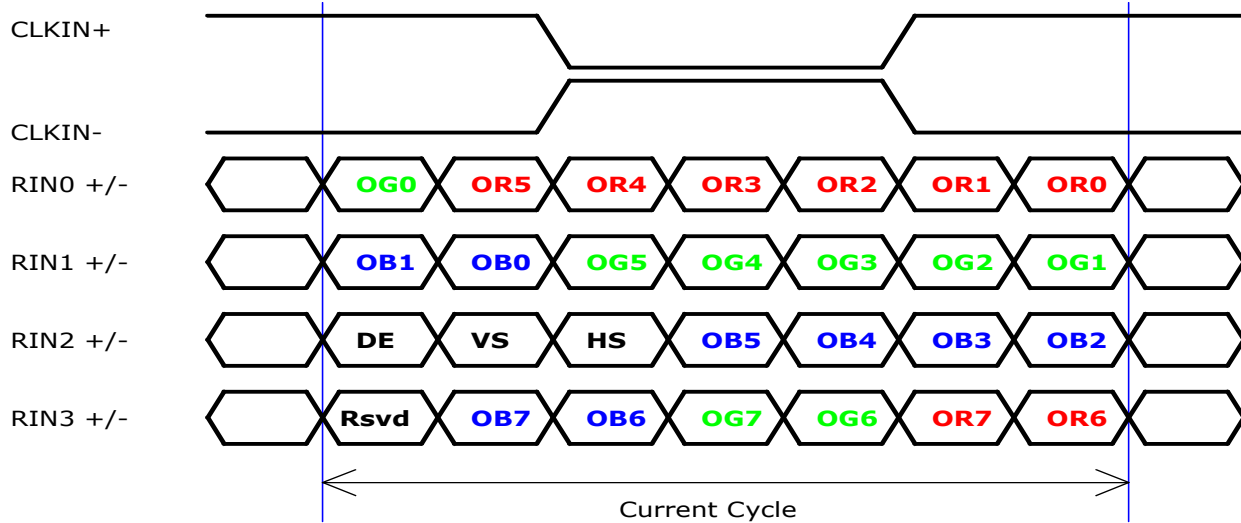 CLKIN+
CLKIN-
RIN0 +/- OG0 OR5 OR4 OR3 OR2 OR1 OR0
RIN1 +/- OB1 OB0 OG5 OG4 OG3 OG2 OG1
RIN2 +/- DE VS HS OB5 OB4 OB3 OB2
RIN3 +/- Rsvd OB7 OB6 OG7 OG6 OR7 OR6
Current Cycle